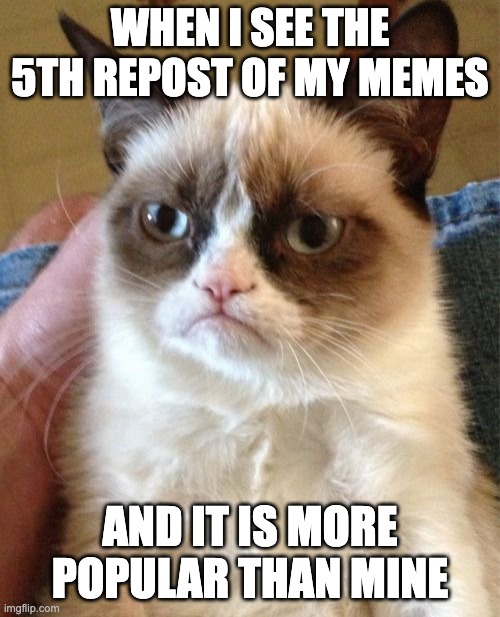 WHEN I SEE THE
5TH REPOST OF MY MEMES
AND IT IS MORE
POPULAR THAN MINE
imgflip.com